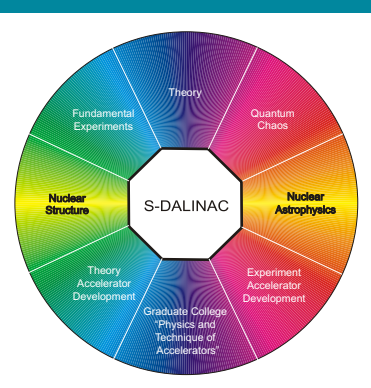 Theory
Quantum
Chaos
Fundamental
Experiments
Nuclear
Structure
S-DALINAC
Nuclear
Astrophysics
Theory
Accelerator
Development
Experiment
Accelerator
Development
Graduate College
"Physics and
Technique of
Accelerators"